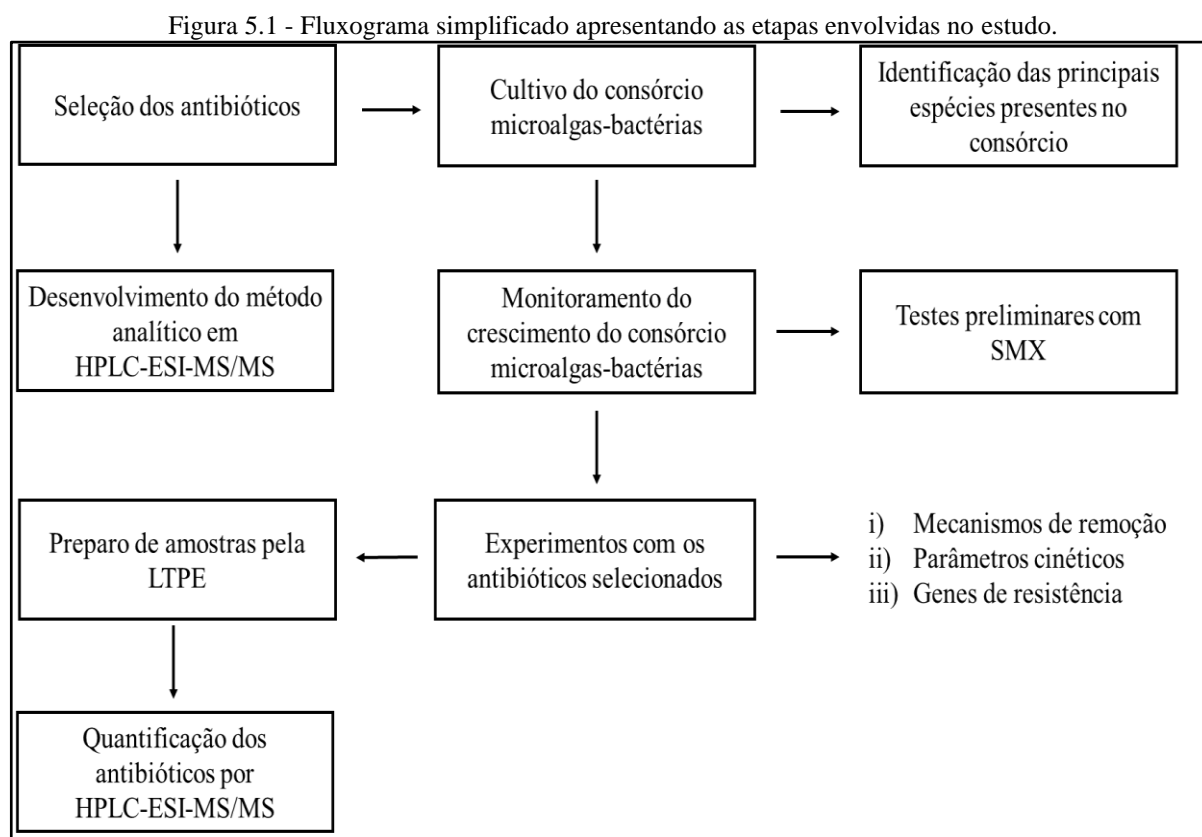 Figura 5.1 - Fluxograma simplificado apresentando as etapas envolvidas no estudo.
Seleção dos antibióticos
Cultivo do consórcio
microalgas-bactérias
Identificação das principais
espécies presentes no
consórcio
Desenvolvimento do método
analítico em
HPLC-ESI-MS/MS
Monitoramento do
crescimento do consórcio
microalgas-bactérias
Testes preliminares com
SMX
Preparo de amostras pela
LTPE
Experimentos com os
antibióticos selecionados
i) Mecanismos de remoção
ii) Parâmetros cinéticos
iii) Genes de resistência
Quantificação dos
antibióticos por
HPLC-ESI-MS/MS